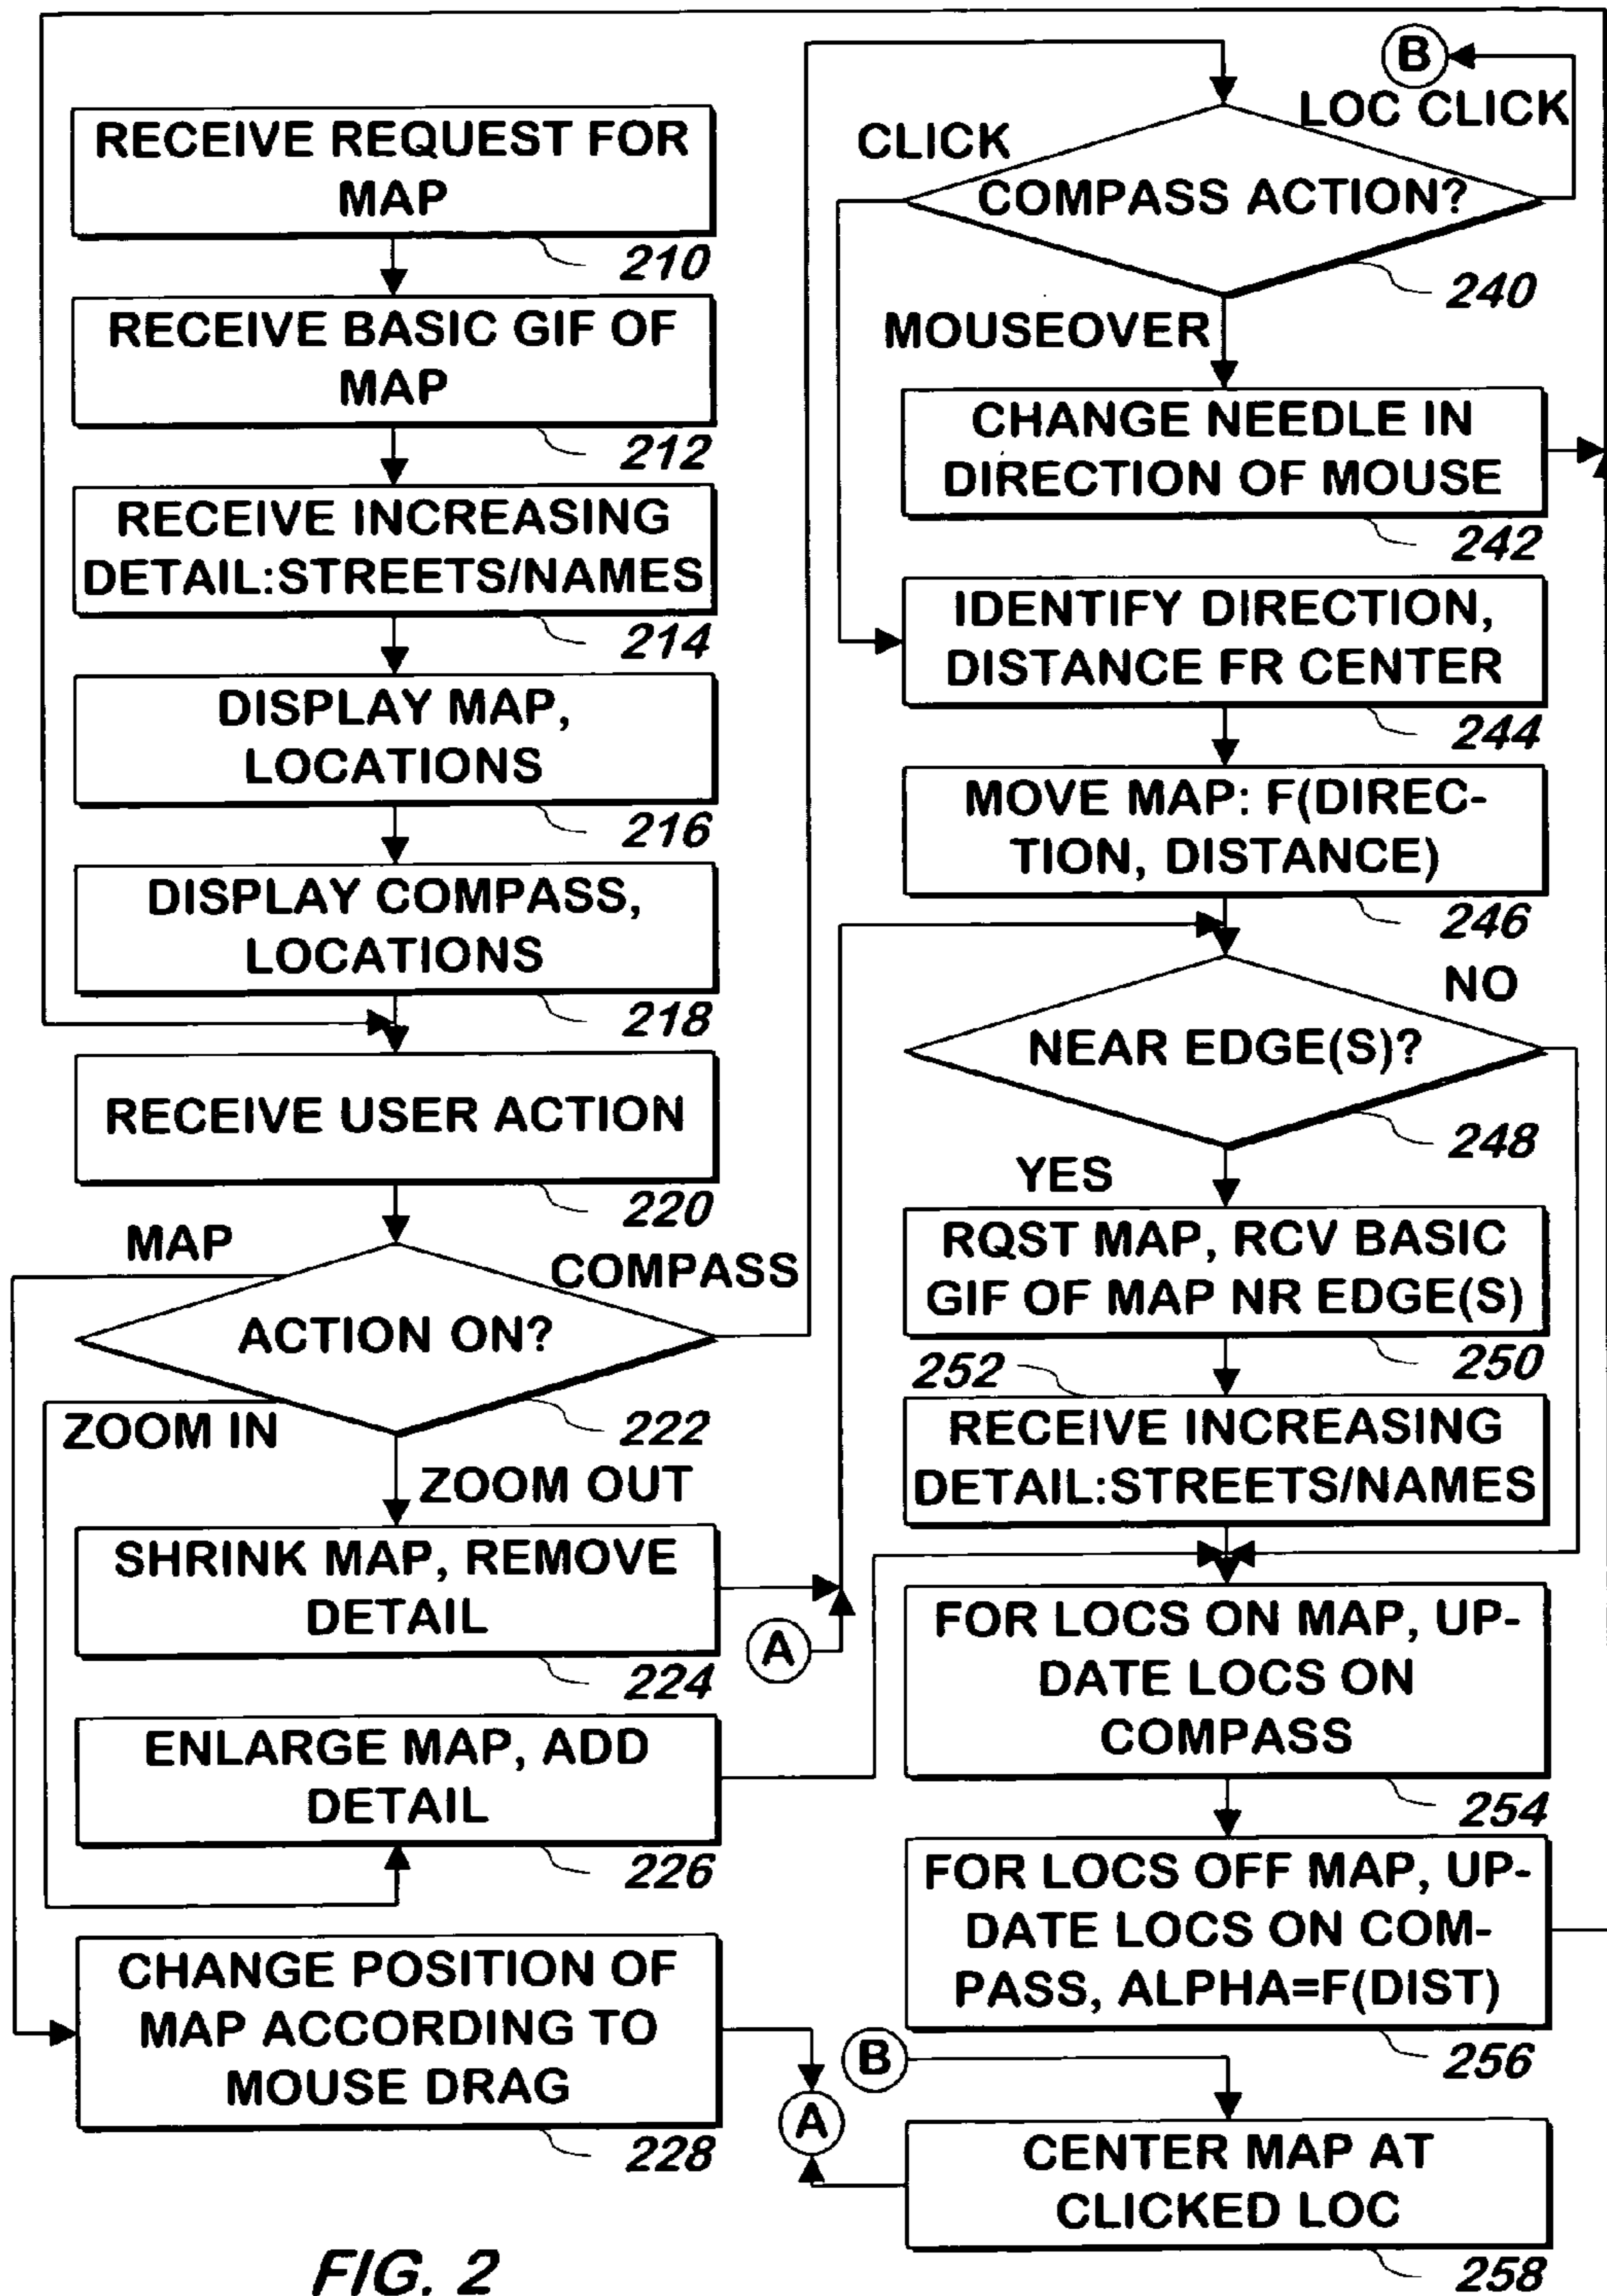 RECEIVE REQUEST FOR
MAP
210
RECEIVE BASIC GIF OF
MAP
212
RECEIVE INCREASING
DETAIL:STREETS/NAMES
214
DISPLAY MAP,
LOCATIONS
216
DISPLAY COMPASS,
LOCATIONS
218
RECEIVE USER ACTION
220
MAP
COMPASS
ACTION ON?
222
ZOOM IN
ZOOM OUT
SHRINK MAP, REMOVE
DETAIL
224
A
ENLARGE MAP, ADD
DETAIL
226
CHANGE POSITION OF
MAP ACCORDING TO
MOUSE DRAG
228
A
B
LOC CLICK
CLICK
COMPASS ACTION?
240
MOUSEOVER
CHANGE NEEDLE IN
DIRECTION OF MOUSE
242
IDENTIFY DIRECTION,
DISTANCE FR CENTER
244
MOVE MAP: F(DIREC-
TION, DISTANCE)
246
NO
NEAR EDGE(S)?
248
YES
RQST MAP, RCV BASIC
GIF OF MAP NR EDGE(S)
250
252
RECEIVE INCREASING
DETAIL:STREETS/NAMES
FOR LOCS ON MAP, UP-
DATE LOCS ON
COMPASS
254
FOR LOCS OFF MAP, UP-
DATE LOCS ON COM-
PASS, ALPHA=F(DIST)
256
B
CENTER MAP AT
CLICKED LOC
258
FIG. 2